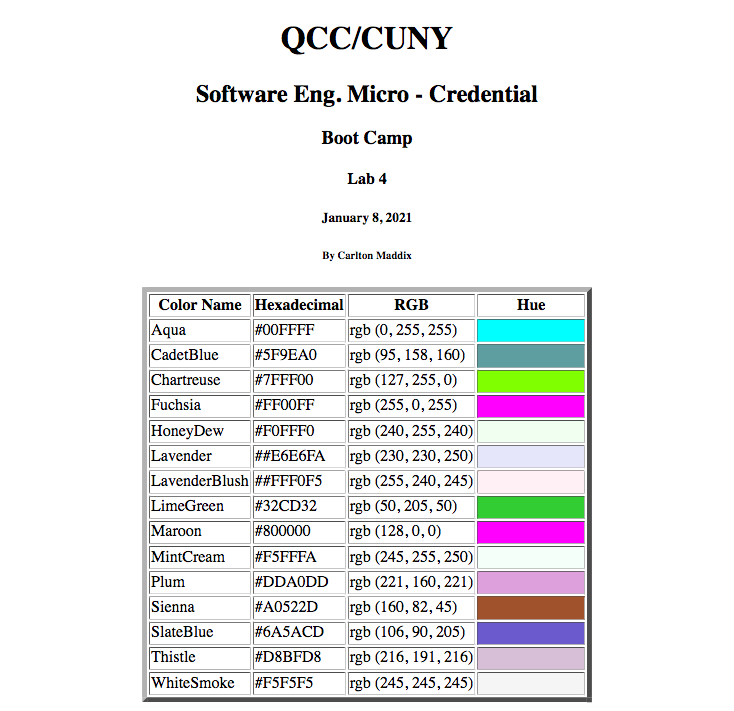 QCC/CUNY
Software Eng. Micro - Credential
Boot Camp
Lab 4
January 8, 2021
By Carlton Maddix
Color Name Hexadecimal RGB Hue
Aqua #00FFFF rgb (0, 255, 255)
CadetBlue #5F9EA0 rgb (95, 158, 160)
Chartreuse #7FFF00 rgb (127, 255, 0)
Fuchsia #FF00FF rgb (255, 0, 255)
HoneyDew #F0FFF0 rgb (240, 255, 240)
Lavender ##E6E6FA rgb (230, 230, 250)
LavenderBlush ##FFF0F5 rgb (255, 240, 245)
LimeGreen #32CD32 rgb (50, 205, 50)
Maroon #800000 rgb (128, 0, 0)
MintCream #F5FFFA rgb (245, 255, 250)
Plum #DDA0DD rgb (221, 160, 221)
Sienna #A0522D rgb (160, 82, 45)
SlateBlue #6A5ACD rgb (106, 90, 205)
Thistle #D8BFD8 rgb (216, 191, 216)
WhiteSmoke #F5F5F5 rgb (245, 245, 245)